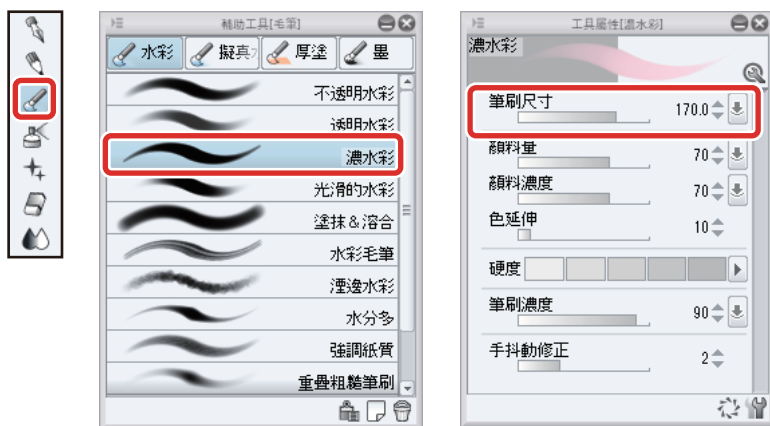 補助工具[毛筆]
水彩 擬真 厚塗 墨
不透明水彩
透明水彩
濃水彩
光滑的水彩
塗抹&溶合
水彩毛筆
溼邊水彩
水分多
強調紙質
重疊粗糙筆刷
工具屬性[濃水彩]
濃水彩
筆刷尺寸 170.0
顏料量 70
顏料濃度 70
色延伸 10
硬度
筆刷濃度 90
手抖動修正 2